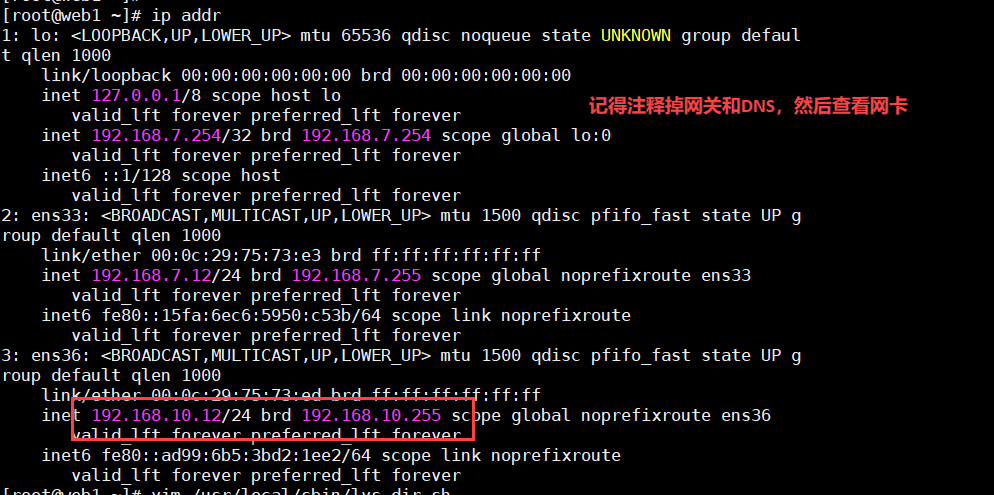 [root@web1 ~]# ip addr
1: lo: <LOOPBACK,UP,LOWER_UP> mtu 65536 qdisc noqueue state UNKNOWN group defaul
t qlen 1000
    link/loopback 00:00:00:00:00:00 brd 00:00:00:00:00:00
    inet 127.0.0.1/8 scope host lo
记得注释掉网关和DNS，然后查看网卡
       valid_lft forever preferred_lft forever
    inet 192.168.7.254/32 brd 192.168.7.254 scope global lo:0
       valid_lft forever preferred_lft forever
    inet6 ::1/128 scope host
       valid_lft forever preferred_lft forever
2: ens33: <BROADCAST,MULTICAST,UP,LOWER_UP> mtu 1500 qdisc pfifo_fast state UP g
roup default qlen 1000
    link/ether 00:0c:29:75:73:e3 brd ff:ff:ff:ff:ff:ff
    inet 192.168.7.12/24 brd 192.168.7.255 scope global noprefixroute ens33
       valid_lft forever preferred_lft forever
    inet6 fe80::15fa:6ec6:5950:c53b/64 scope link noprefixroute
       valid_lft forever preferred_lft forever
3: ens36: <BROADCAST,MULTICAST,UP,LOWER_UP> mtu 1500 qdisc pfifo_fast state UP g
roup default qlen 1000
    link/ether 00:0c:29:75:73:ed brd ff:ff:ff:ff:ff:ff
    inet 192.168.10.12/24 brd 192.168.10.255 scope global noprefixroute ens36
       valid_lft forever preferred_lft forever
    inet6 fe80::ad99:6b5:3bd2:1ee2/64 scope link noprefixroute
       valid_lft forever preferred_lft forever
[root@web1 ~]# vim /usr/local/sbin/lvs_dir.sh